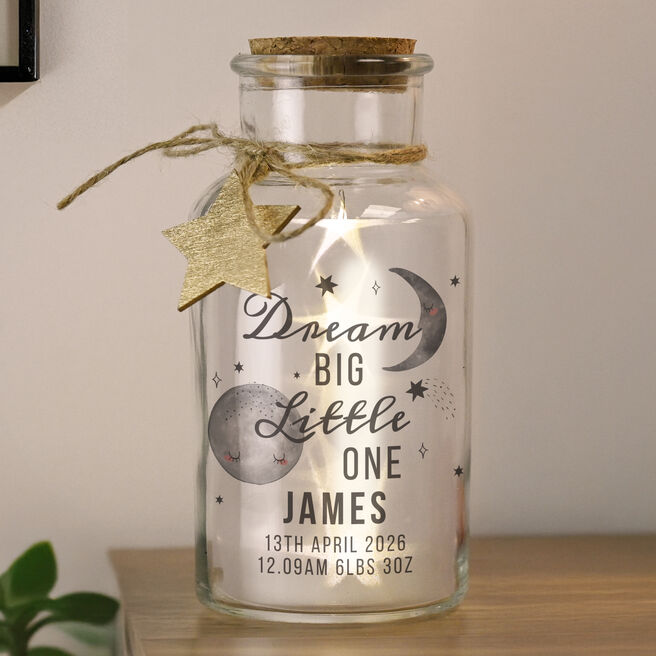 Dream
BIG
Little
ONE
JAMES
13TH APRIL 2026
12.09AM 6LBS 3OZ